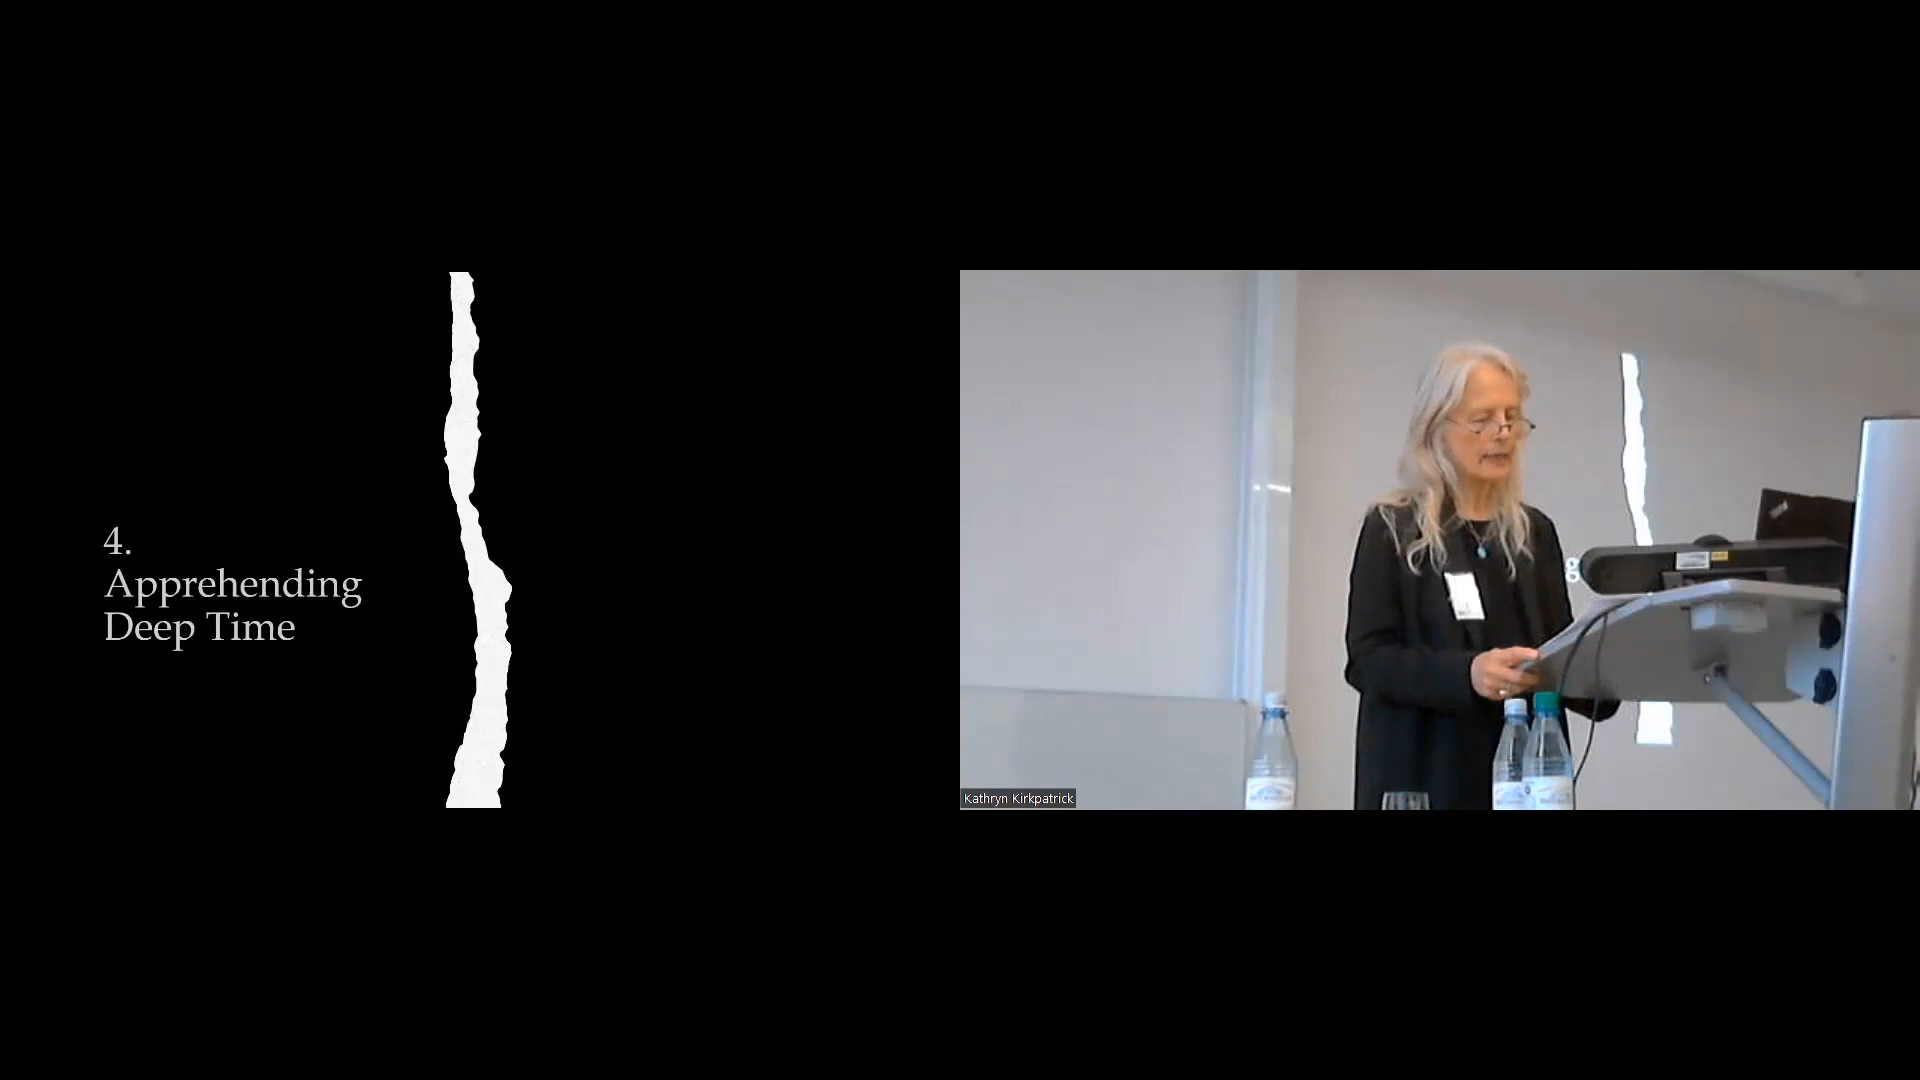 4.
Apprehending
Deep Time
g
Kathryn Kirkpatrick